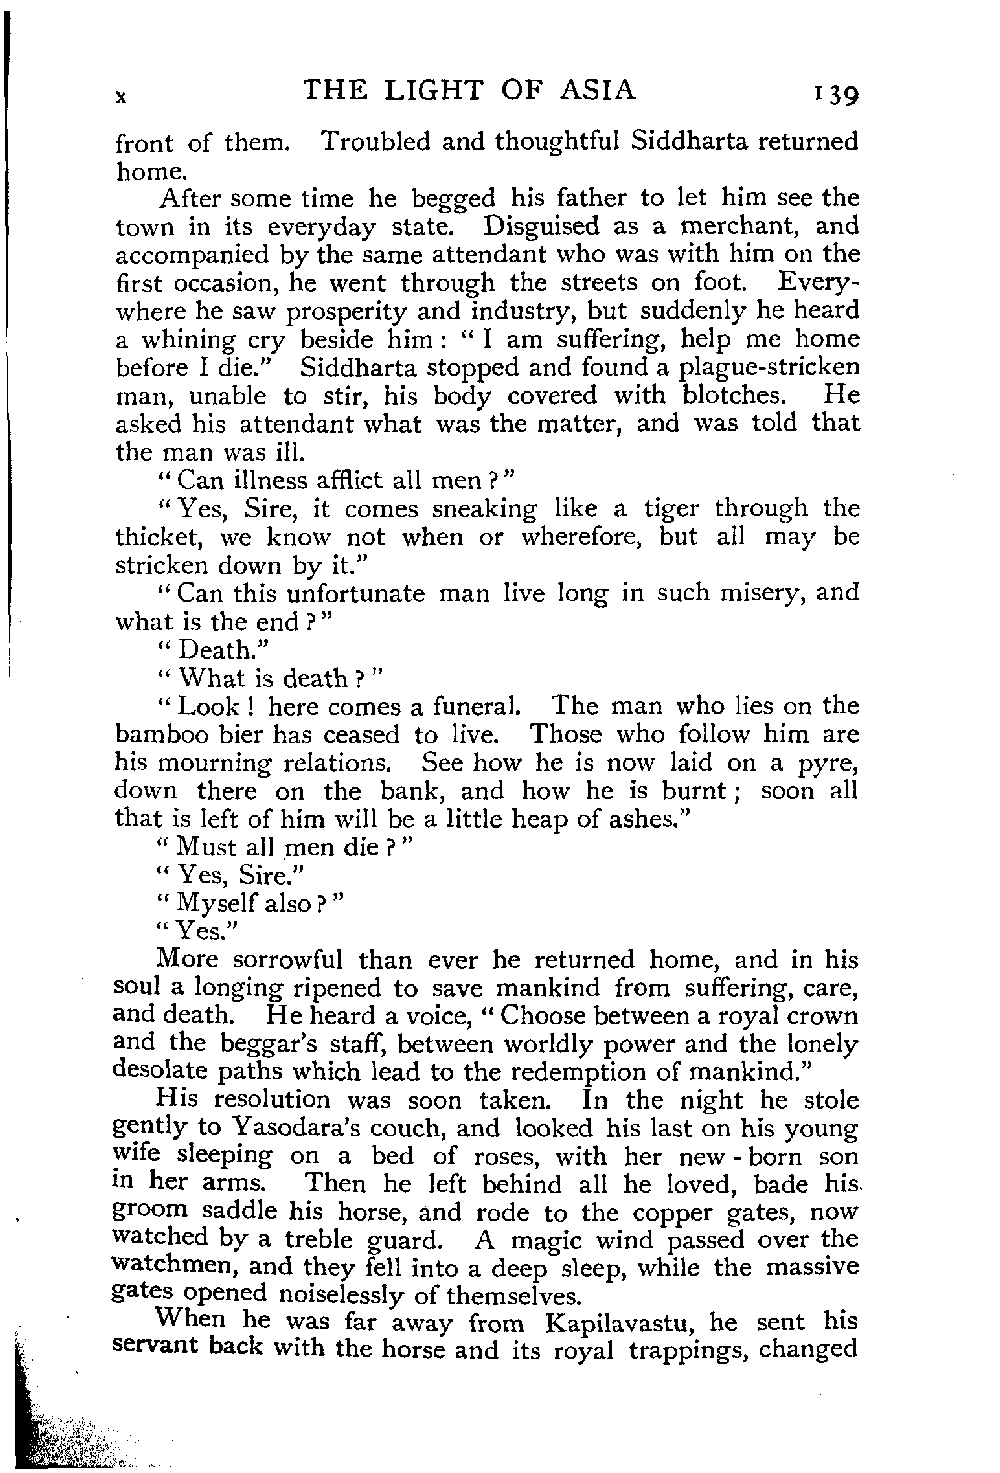 x THE LIGHT OF ASIA 139
front of them. Troubled and thoughtful Siddharta returned
home.
After some time he begged his father to let him see the
town in its everyday state. Disguised as a merchant, and
accompanied by the same attendant who was with him on the
first occasion, he went through the streets on foot. Every-
where he saw prosperity and industry, but suddenly he heard
a whining cry beside him : “ I am suffering, help me home
before I die.” Siddharta stopped and found a plague-stricken
man, unable to stir, his body covered with blotches. He
asked his attendant what was the matter, and was told that
the man was ill.
“ Can illness afflict all men ? ”
“ Yes, Sire, it comes sneaking like a tiger through the
thicket, we know not when or wherefore, but all may be
stricken down by it.”
“ Can this unfortunate man live long in such misery, and
what is the end ? ”
“ Death.”
“ What is death ? ”
“ Look ! here comes a funeral. The man who lies on the
bamboo bier has ceased to live. Those who follow him are
his mourning relations. See how he is now laid on a pyre,
down there on the bank, and how he is burnt ; soon all
that is left of him will be a little heap of ashes.”
“ Must all men die ? ”
“ Yes, Sire.”
“ Myself also ? ”
“ Yes.”
More sorrowful than ever he returned home, and in his
soul a longing ripened to save mankind from suffering, care,
and death. He heard a voice, “ Choose between a royal crown
and the beggar's staff, between worldly power and the lonely
desolate paths which lead to the redemption of mankind.”
His resolution was soon taken. In the night he stole
gently to Yasodara's couch, and looked his last on his young
wife sleeping on a bed of roses, with her new - born son
in her arms. Then he left behind all he loved, bade his
groom saddle his horse, and rode to the copper gates, now
watched by a treble guard. A magic wind passed over the
watchmen, and they fell into a deep sleep, while the massive
gates opened noiselessly of themselves.
When he was far away from Kapilavastu, he sent his
servant back with the horse and its royal trappings, changed